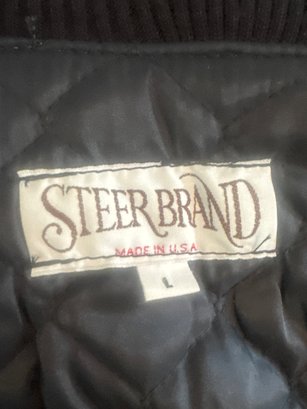 STEER BRAND
MADE IN U.S.A
L